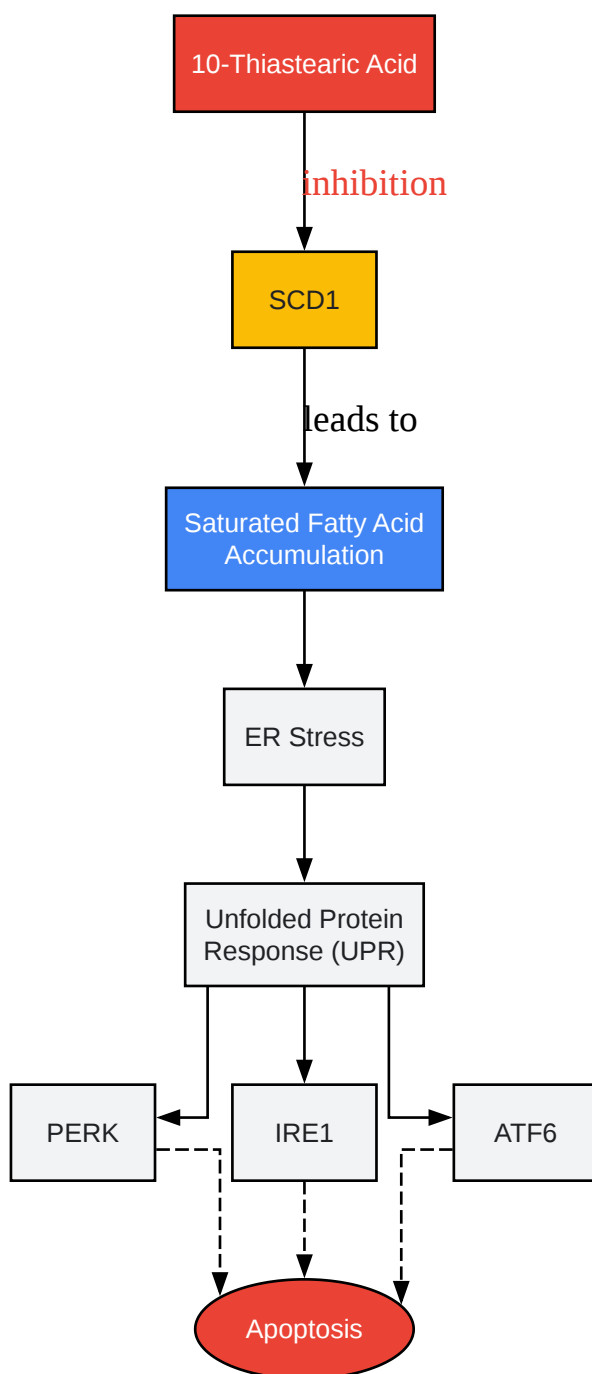 10-Thiastearic Acid
inhibition
SCD1
leads to
Saturated Fatty Acid
Accumulation
ER Stress
Unfolded Protein
Response (UPR)
PERK
IRE1
ATF6
Apoptosis